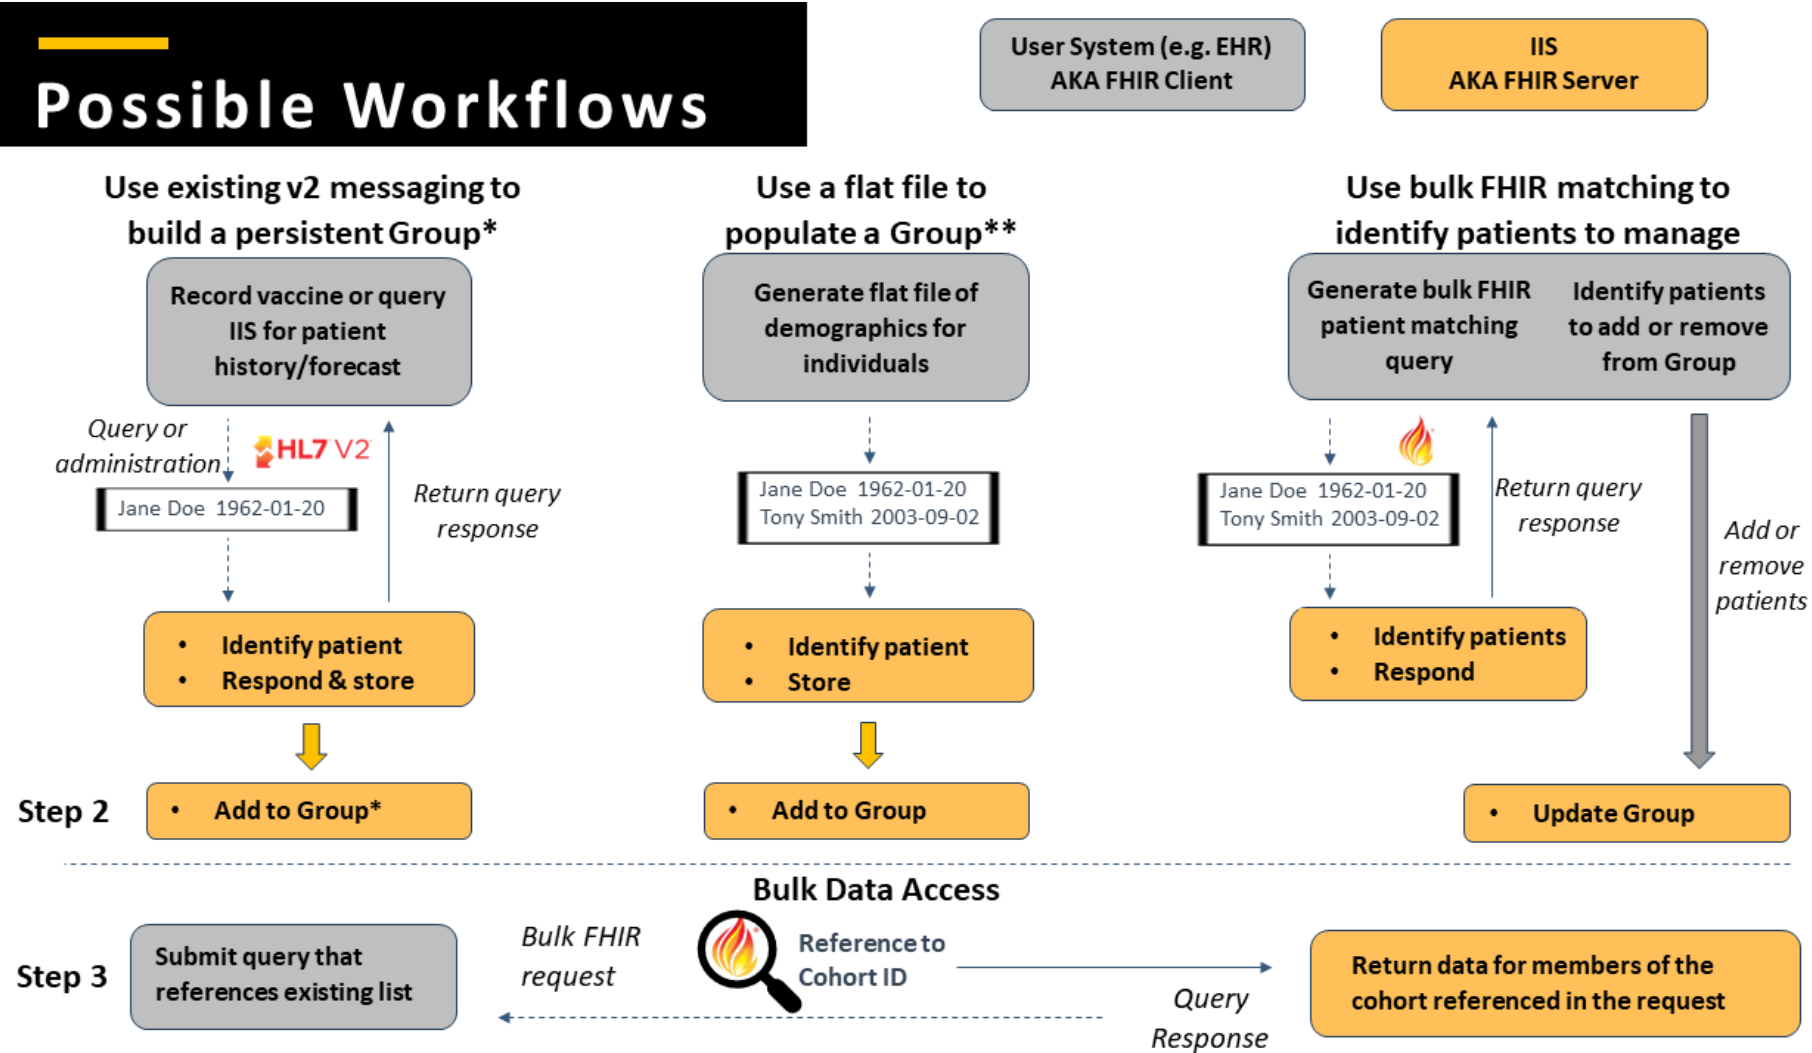 Possible Workflows
User System (e.g. EHR)
AKA FHIR Client
IIS
AKA FHIR Server
Use existing v2 messaging to
build a persistent Group*
Record vaccine or query
IIS for patient
history/forecast
Query or
administration
HL7 V2
Jane Doe 1962-01-20
Return query
response
• Identify patient
• Respond & store
Use a flat file to
populate a Group**
Generate flat file of
demographics for
individuals
Jane Doe 1962-01-20
Tony Smith 2003-09-02
• Identify patient
• Store
Use bulk FHIR matching to
identify patients to manage
Generate bulk FHIR
patient matching
query
Identify patients
to add or remove
from Group
Jane Doe 1962-01-20
Tony Smith 2003-09-02
Return query
response
Add or
remove
patients
• Identify patients
• Respond
Step 2
• Add to Group*
• Add to Group
• Update Group
Bulk Data Access
Step 3
Submit query that
references existing list
Bulk FHIR
request
Reference to
Cohort ID
Query
Response
Return data for members of the
cohort referenced in the request